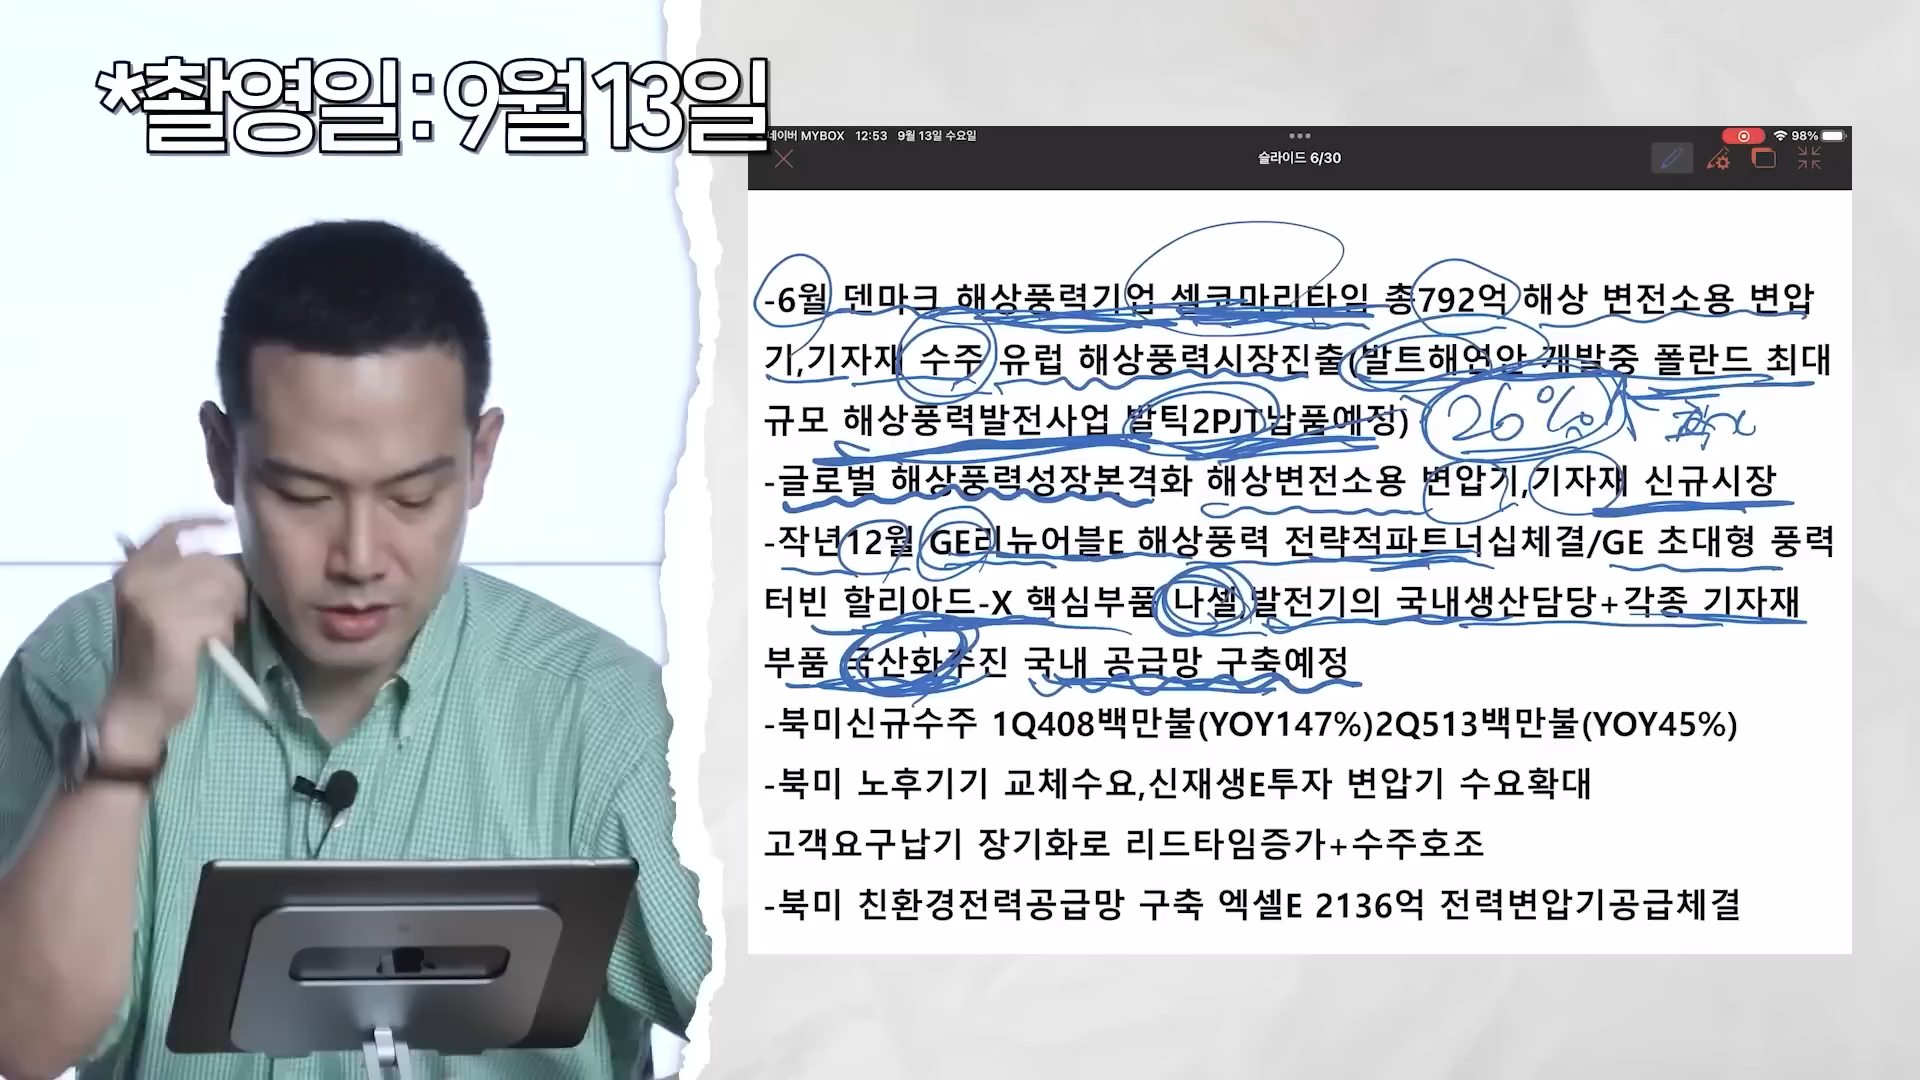 *촬영일:9월13일
네이버 MYBOX 12:53 9월 13일 수요일
98%
슬라이드 6/30
-6월 덴마크 해상풍력기업 셈코마리타임 총792억 해상 변전소용 변압
기,기자재 수주 유럽 해상풍력시장진출(발트해연안 개발중 폴란드 최대
규모 해상풍력발전사업 발틱2PJT납품예정)
26%
-글로벌 해상풍력성장본격화 해상변전소용 변압기,기자재 신규시장
-작년12월 GE리뉴어블E 해상풍력 전략적파트너십체결/GE 초대형 풍력
터빈 할리아드-X 핵심부품 나셀,발전기의 국내생산담당+각종 기자재
부품 국산화추진 국내 공급망 구축예정
-북미신규수주 1Q408백만불(YOY147%)2Q513백만불(YOY45%)
-북미 노후기기 교체수요,신재생E투자 변압기 수요확대
고객요구납기 장기화로 리드타임증가+수주호조
-북미 친환경전력공급망 구축 엑셀E 2136억 전력변압기공급체결